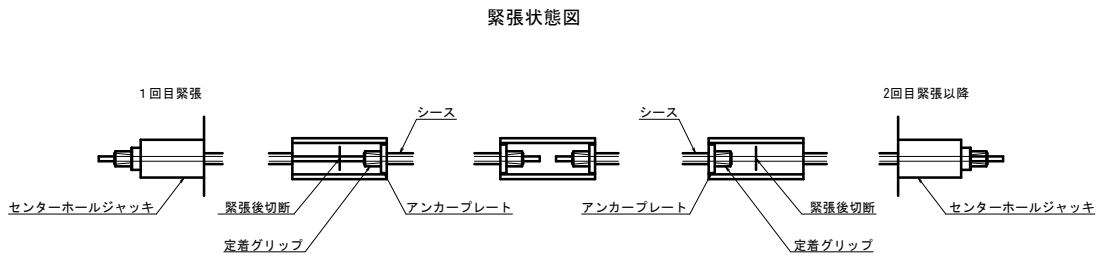 緊張状態図
1回目緊張
2回目緊張以降
シース
シース
センターホールジャッキ
緊張後切断
アンカープレート
アンカープレート
緊張後切断
センターホールジャッキ
定着グリップ
定着グリップ